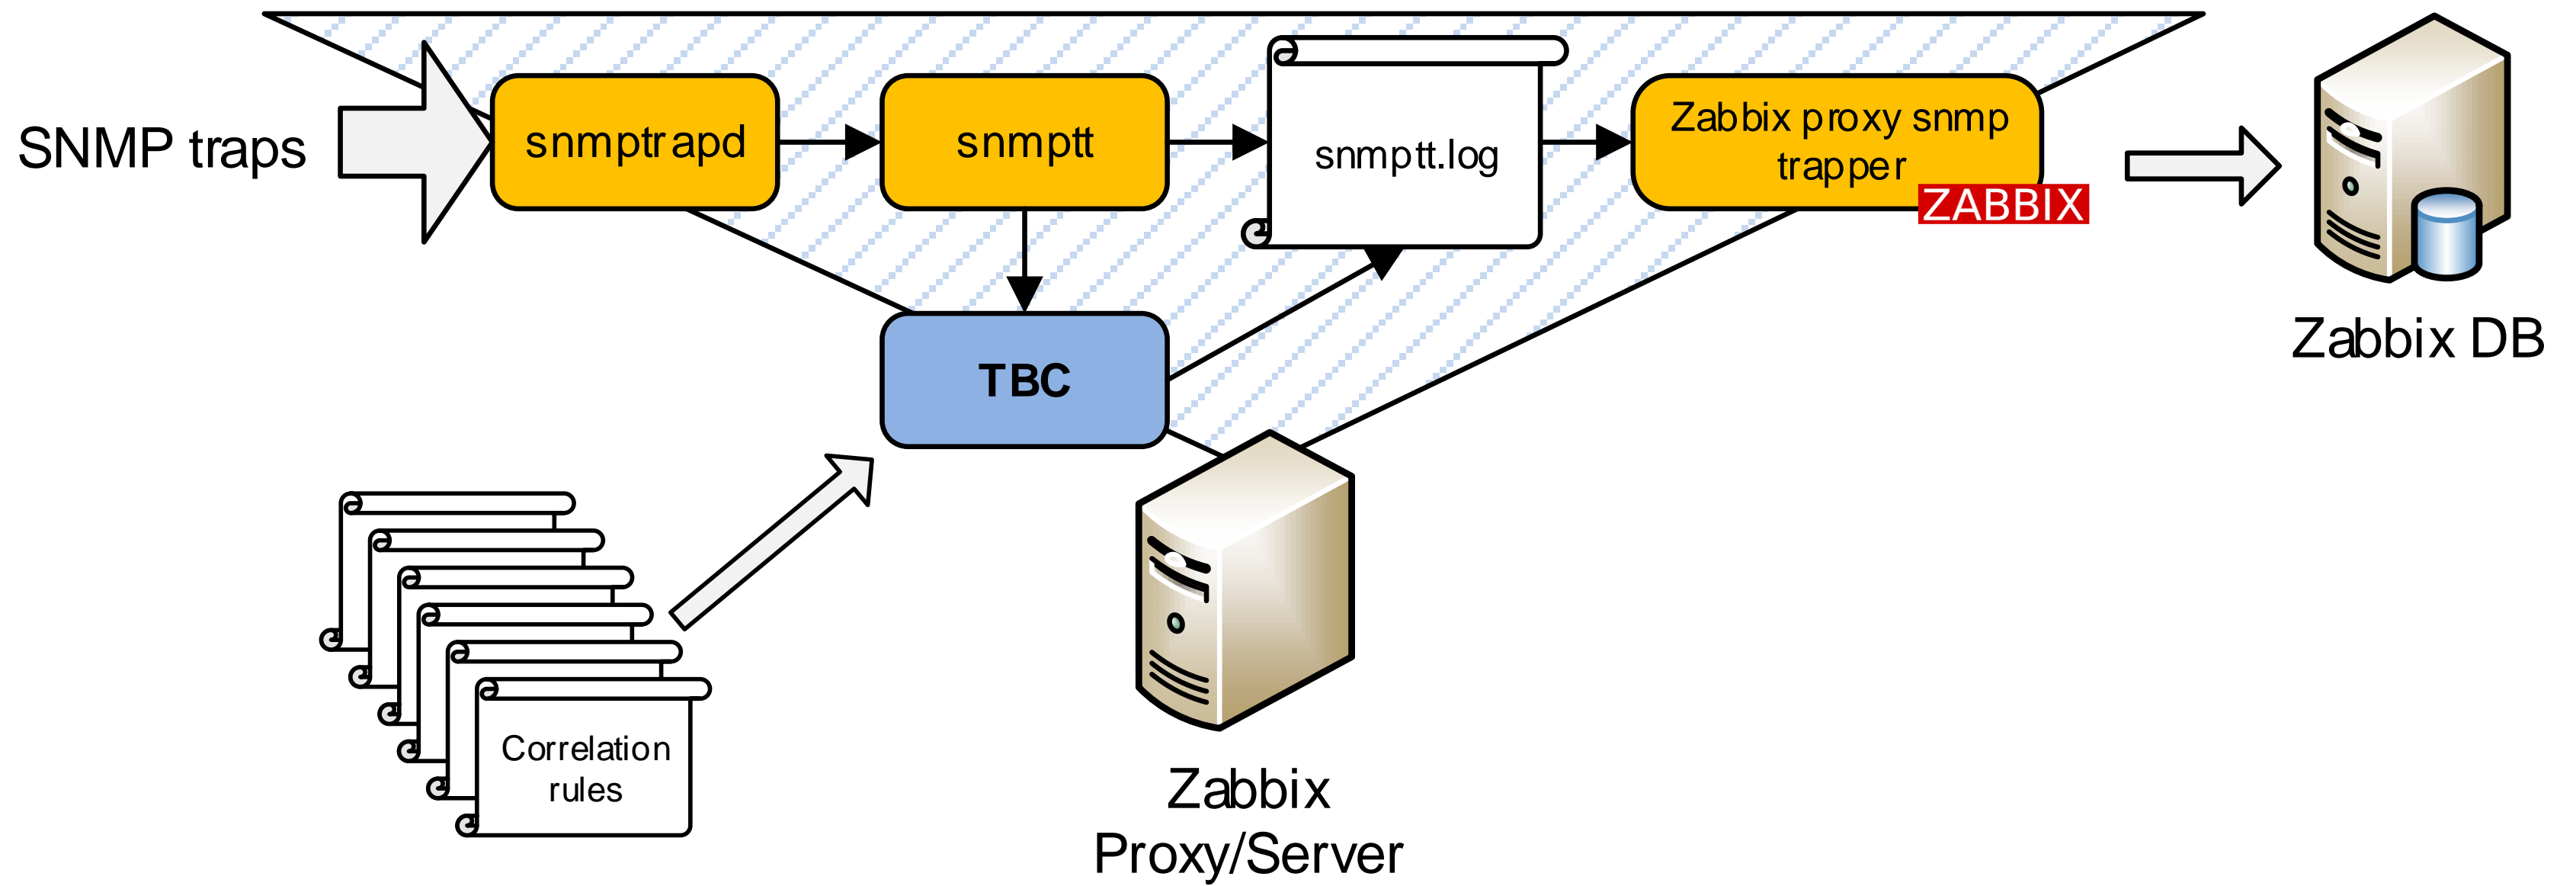 SNMP traps
snmptrapd
snmptt
snmptt.log
Zabbix proxy snmp
trapper
ZABBIX
Zabbix DB
TBC
Correlation
rules
Zabbix
Proxy/Server